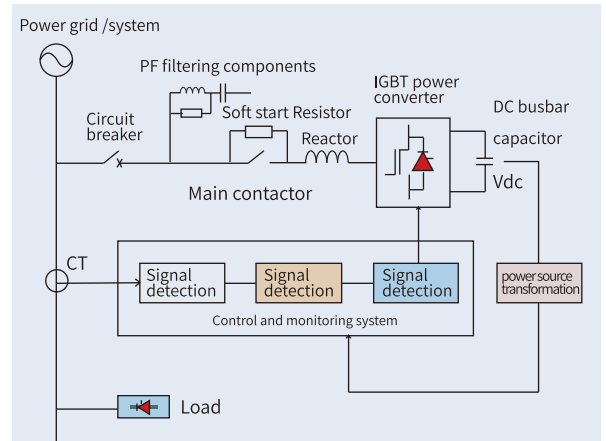 Power grid /system
PF filtering components
IGBT power
converter
Circuit
breaker
Soft start Resistor
DC busbar
Reactor
capacitor
Main contactor
Vdc
CT
Signal
detection
Signal
detection
Signal
detection
power source
transformation
Control and monitoring system
Load